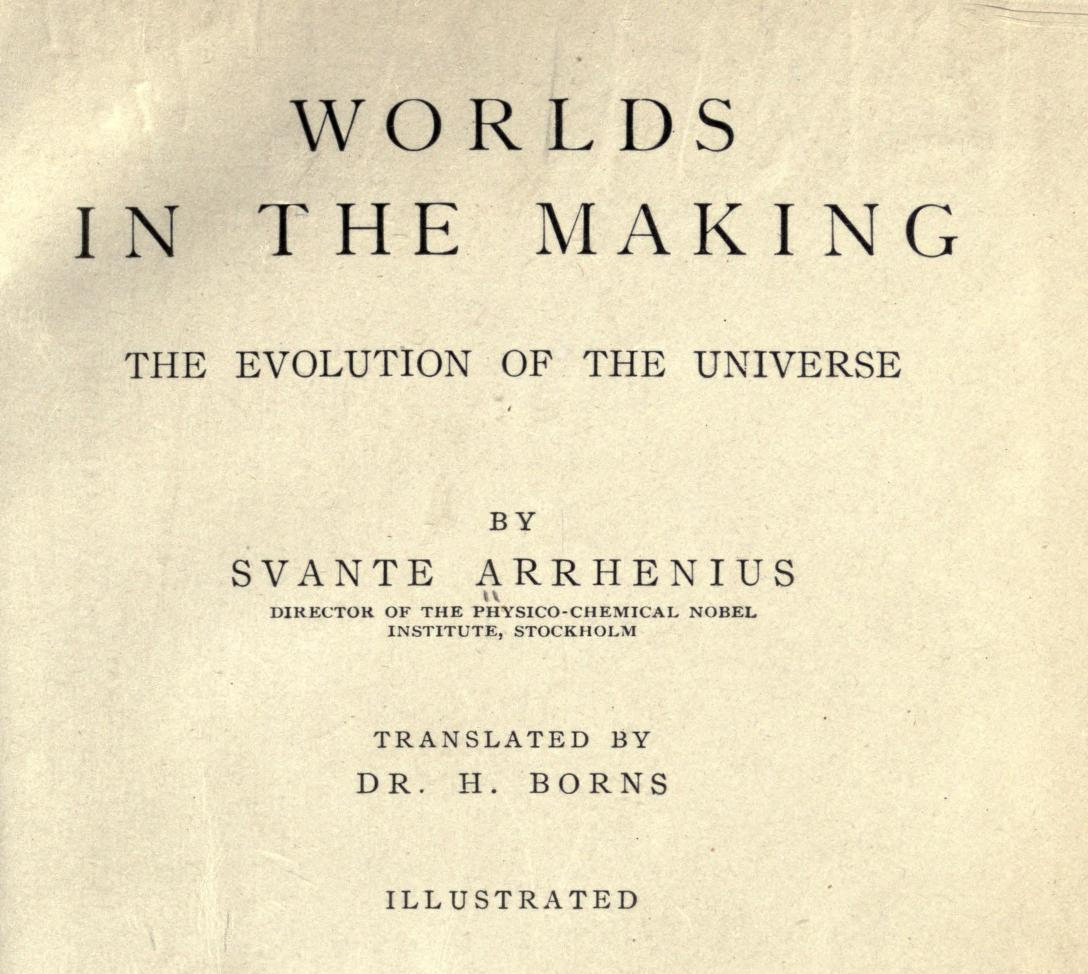 WORLDS
IN THE MAKING
THE EVOLUTION OF THE UNIVERSE
BY
SVANTE ARRHENIUS
DIRECTOR OF THE PHYSICO-CHEMICAL NOBEL
INSTITUTE, STOCKHOLM
TRANSLATED BY
DR. H. BORNS
ILLUSTRATED